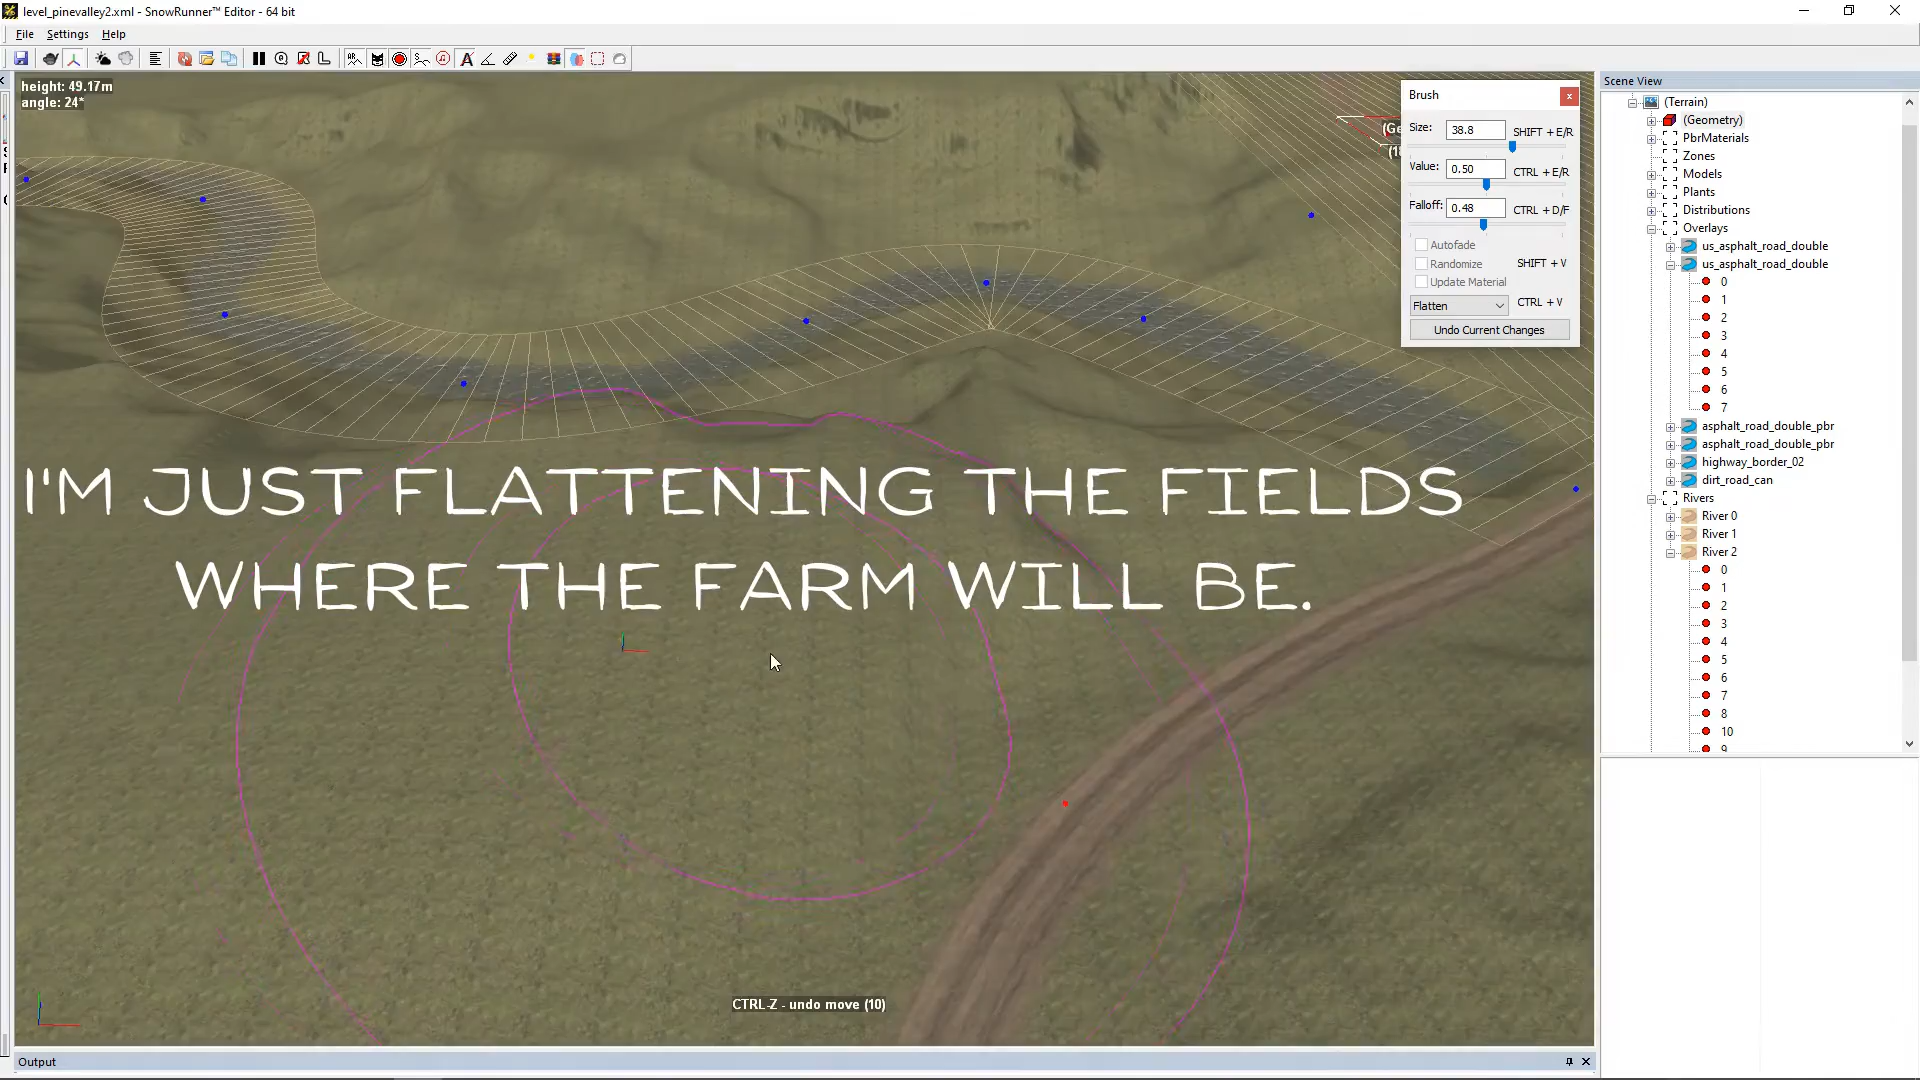 level_pinevalley2.xml - SnowRunner™ Editor - 64 bit
File Settings Help
height: 49.17m
angle: 24*
Brush
Size: 38.8 SHIFT + E/R
Value: 0.50 CTRL + E/R
Falloff: 0.48 CTRL + D/F
Autofade
Randomize SHIFT + V
Update Material
Flatten CTRL + V
Undo Current Changes
I'M JUST FLATTENING THE FIELDS
WHERE THE FARM WILL BE.
CTRL-Z - undo move (10)
Output
Scene View
(Terrain)
(Geometry)
PbrMaterials
Zones
Models
Plants
Distributions
Overlays
us_asphalt_road_double
us_asphalt_road_double
0
1
2
3
4
5
6
7
asphalt_road_double_pbr
asphalt_road_double_pbr
highway_border_02
dirt_road_can
Rivers
River 0
River 1
River 2
0
1
2
3
4
5
6
7
8
10
9